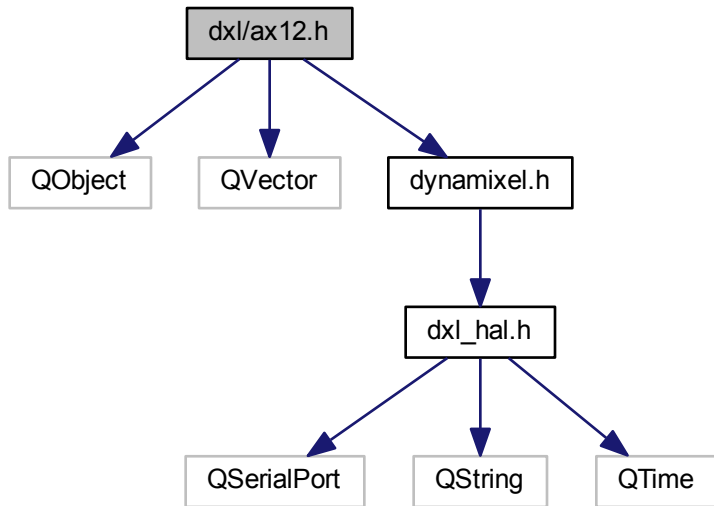 dxl/ax12.h
QObject
QVector
dynamixel.h
dxl_hal.h
QSerialPort
QString
QTime